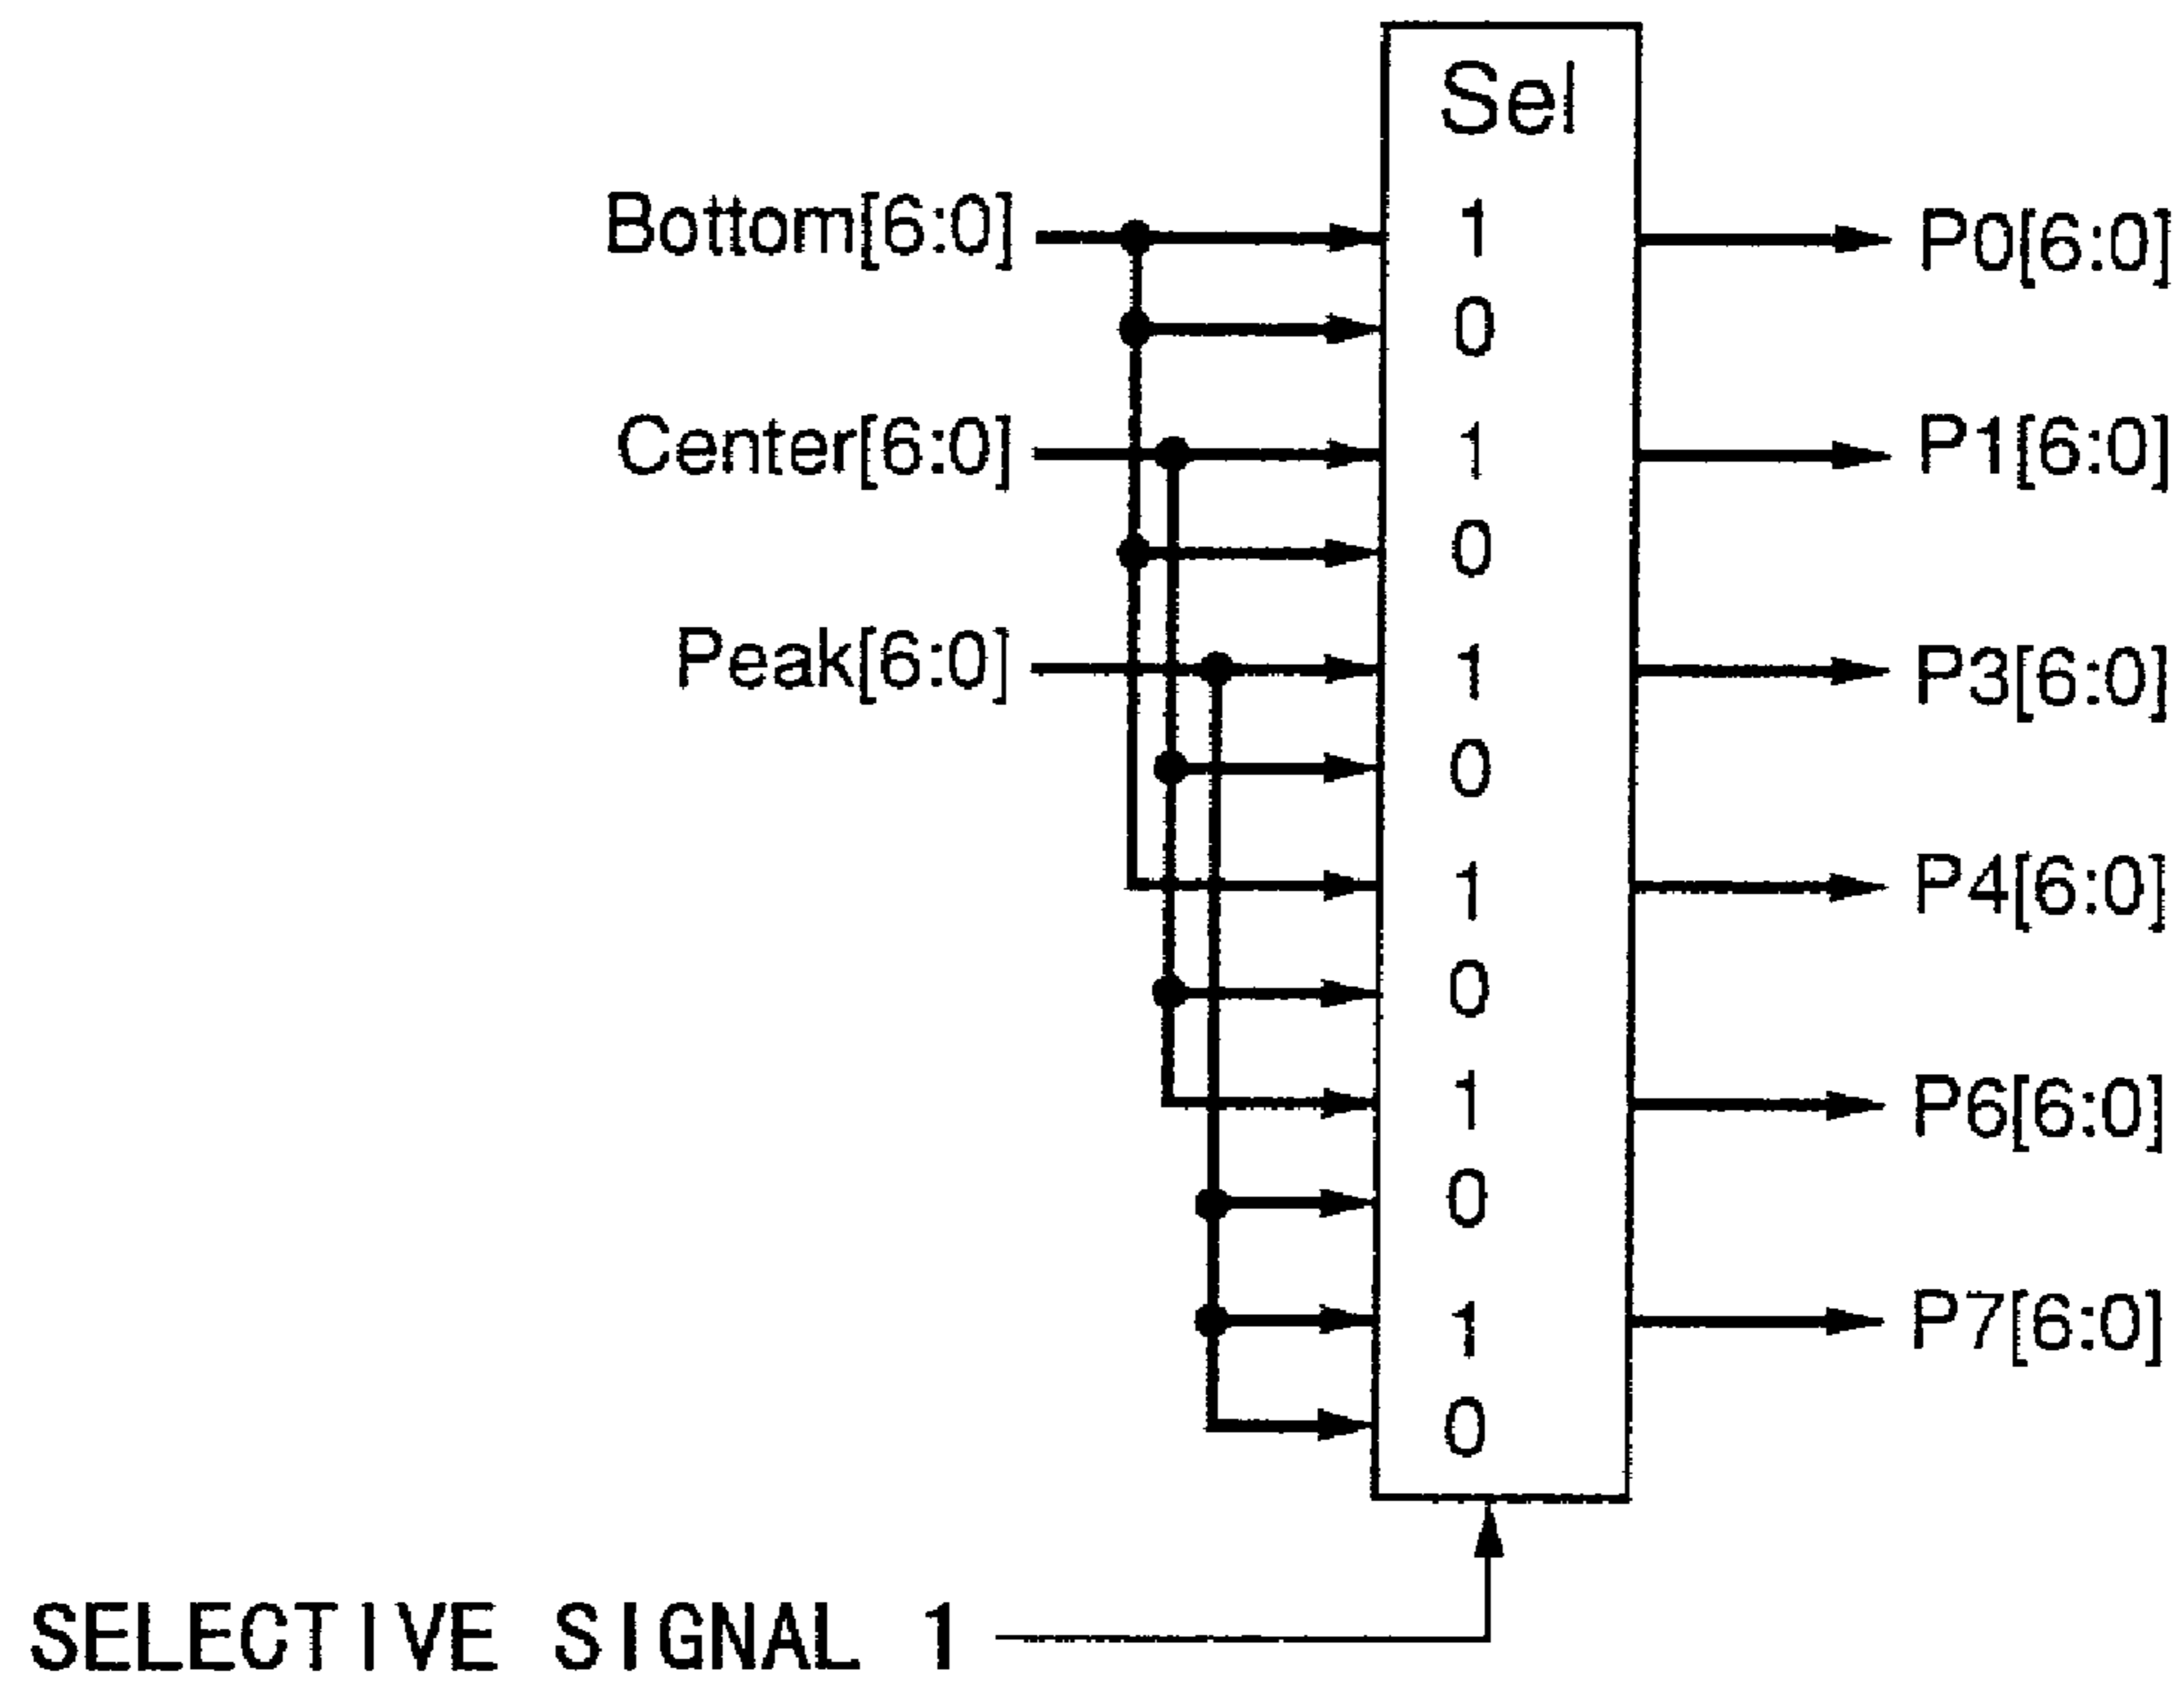 Sel
Bottom[6:0] 1 P0[6:0]
0
Center[6:0] 1 P1[6:0]
0
Peak[6:0] 1 P3[6:0]
0
1 P4[6:0]
0
1 P6[6:0]
0
1 P7[6:0]
0
SELECTIVE SIGNAL 1